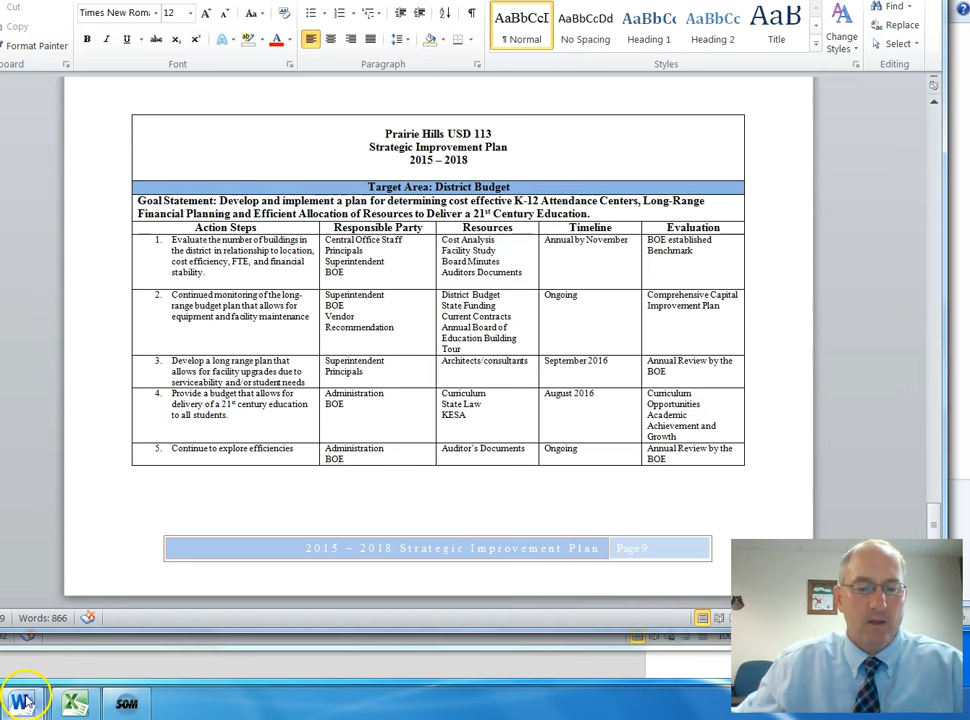 Cut
Copy
Format Painter
oard
Times New Roma
12
Aa
B I U abc x₂ x² A A
Font
Paragraph
AaBbCcI AaBbCcDd AaBbCc AaBbCc AaB
¶ Normal No Spacing Heading 1 Heading 2 Title
Styles
Change
Styles
Find
Replace
Select
Editing
Prairie Hills USD 113
Strategic Improvement Plan
2015 – 2018
Target Area: District Budget
Goal Statement: Develop and implement a plan for determining cost effective K-12 Attendance Centers, Long-Range
Financial Planning and Efficient Allocation of Resources to Deliver a 21st Century Education.
Action Steps Responsible Party Resources Timeline Evaluation
1. Evaluate the number of buildings
in the district in relationship to location,
cost efficiency, FTE, and financial
stability.
Central Office Staff
Principals
Superintendent
BOE
Cost Analysis
Facility Study
Board Minutes
Auditors Documents
Annual by November
BOE established
Benchmark
2. Continued monitoring of the long-
range budget plan that allows for
equipment and facility maintenance
Superintendent
BOE
Vendor
Recommendation
District Budget
State Funding
Current Contracts
Annual Board of
Education Building
Tour
Ongoing
Comprehensive Capital
Improvement Plan
3. Develop a long range plan that
allows for facility upgrades due to
serviceability and/or student needs
Superintendent
Principals
Architects/consultants
September 2016
Annual Review by the
BOE
4. Provide a budget that allows for
delivery of a 21st century education
to all students.
Administration
BOE
Curriculum
State Law
KESA
August 2016
Curriculum
Opportunities
Academic
Achievement and
Growth
5. Continue to explore efficiencies
Administration
BOE
Auditor's Documents
Ongoing
Annual Review by the
BOE
2015 – 2018 Strategic Improvement Plan Page 9
9 Words: 866
W
X
SOM